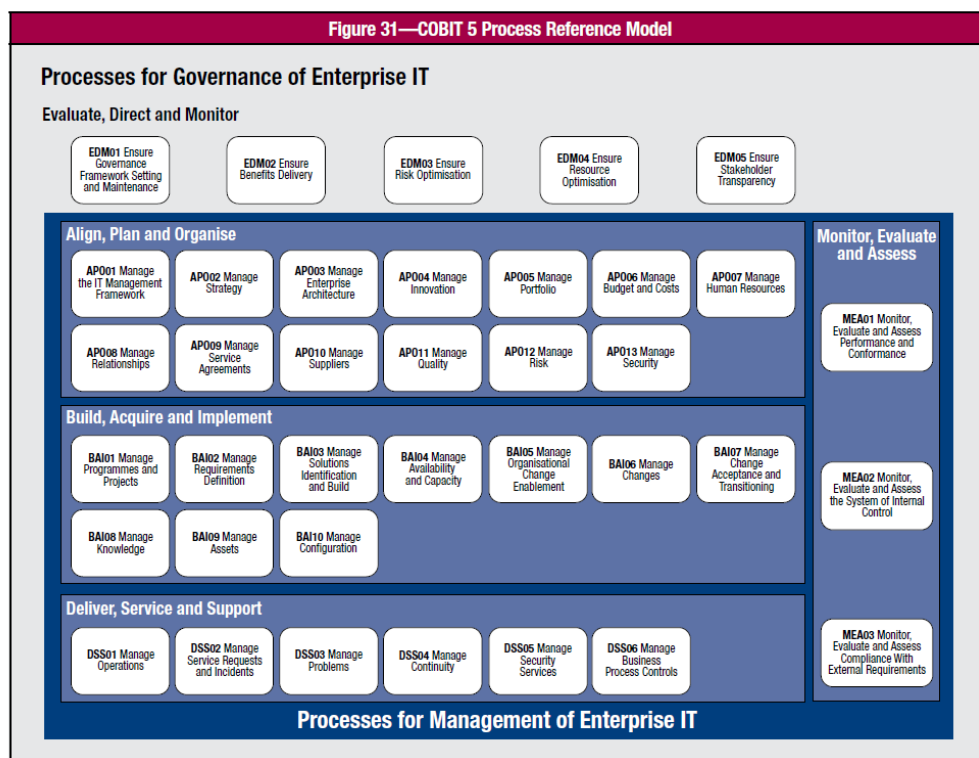 Figure 31—COBIT 5 Process Reference Model
Processes for Governance of Enterprise IT
Evaluate, Direct and Monitor
EDM01 Ensure
Governance
Framework Setting
and Maintenance
EDM02 Ensure
Benefits Delivery
EDM03 Ensure
Risk Optimisation
EDM04 Ensure
Resource
Optimisation
EDM05 Ensure
Stakeholder
Transparency
Align, Plan and Organise
APO01 Manage
the IT Management
Framework
APO02 Manage
Strategy
APO03 Manage
Enterprise
Architecture
APO04 Manage
Innovation
APO05 Manage
Portfolio
APO06 Manage
Budget and Costs
APO07 Manage
Human Resources
APO08 Manage
Relationships
APO09 Manage
Service
Agreements
APO10 Manage
Suppliers
APO11 Manage
Quality
APO12 Manage
Risk
APO13 Manage
Security
Build, Acquire and Implement
BAI01 Manage
Programmes and
Projects
BAI02 Manage
Requirements
Definition
BAI03 Manage
Solutions
Identification
and Build
BAI04 Manage
Availability
and Capacity
BAI05 Manage
Organisational
Change
Enablement
BAI06 Manage
Changes
BAI07 Manage
Change
Acceptance and
Transitioning
BAI08 Manage
Knowledge
BAI09 Manage
Assets
BAI10 Manage
Configuration
Deliver, Service and Support
DSS01 Manage
Operations
DSS02 Manage
Service Requests
and Incidents
DSS03 Manage
Problems
DSS04 Manage
Continuity
DSS05 Manage
Security
Services
DSS06 Manage
Business
Process Controls
Monitor, Evaluate
and Assess
MEA01 Monitor,
Evaluate and Assess
Performance and
Conformance
MEA02 Monitor,
Evaluate and Assess
the System of Internal
Control
MEA03 Monitor,
Evaluate and Assess
Compliance With
External Requirements
Processes for Management of Enterprise IT